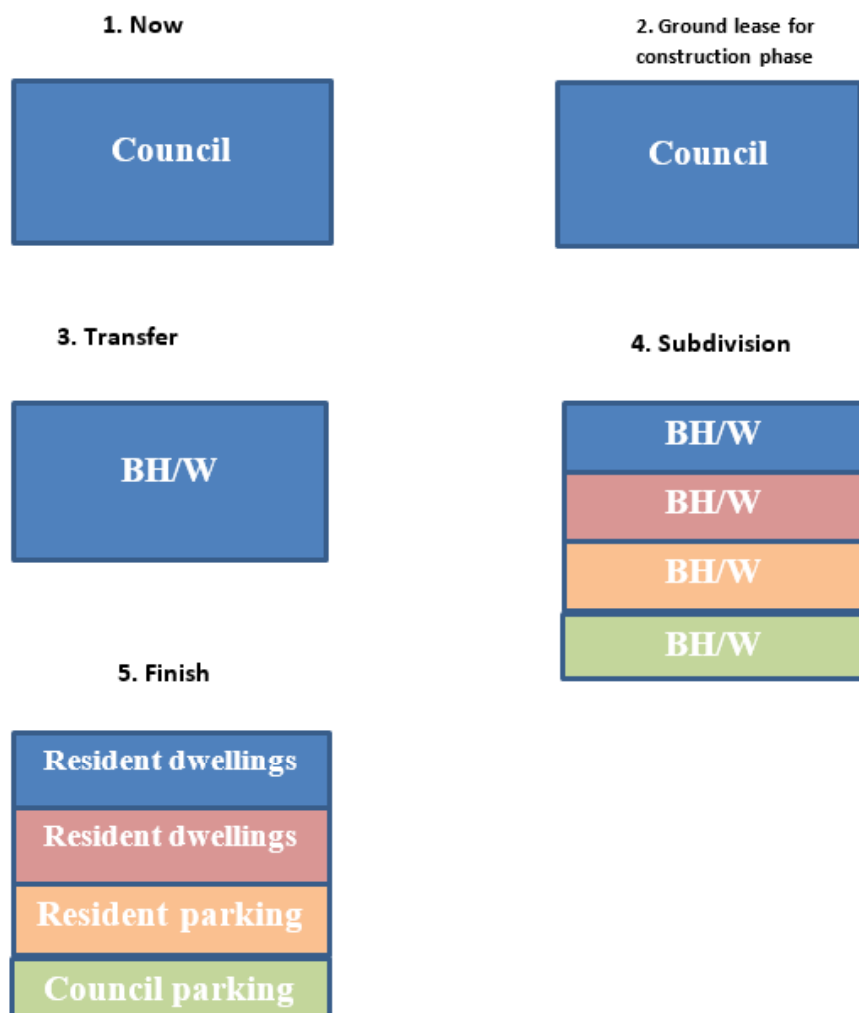 1. Now
2. Ground lease for
construction phase
Council
Council
3. Transfer
4. Subdivision
BH/W
BH/W
BH/W
BH/W
BH/W
5. Finish
Resident dwellings
Resident dwellings
Resident parking
Council parking